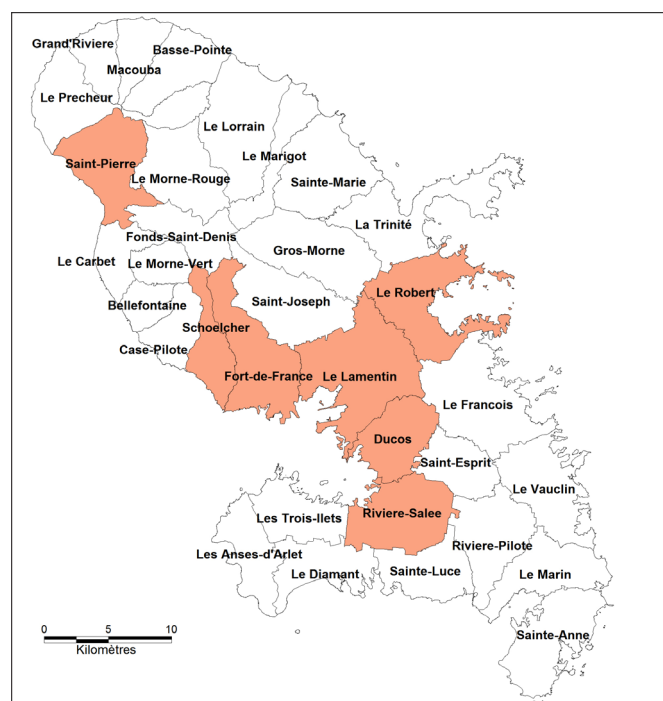 Grand'Riviere
Basse-Pointe
Macouba
Le Precheur
Le Lorrain
Le Marigot
Saint-Pierre
Le Morne-Rouge
Sainte-Marie
La Trinité
Fonds-Saint-Denis
Gros-Morne
Le Carbet
Le Morne-Vert
Le Robert
Bellefontaine
Saint-Joseph
Schoelcher
Case-Pilote
Fort-de-France
Le Lamentin
Le Francois
Ducos
Saint-Esprit
Le Vauclin
Les Trois-Ilets
Riviere-Salee
Les Anses-d'Arlet
Riviere-Pilote
Le Diamant
Sainte-Luce
Le Marin
Sainte-Anne
0 5 10
Kilomètres